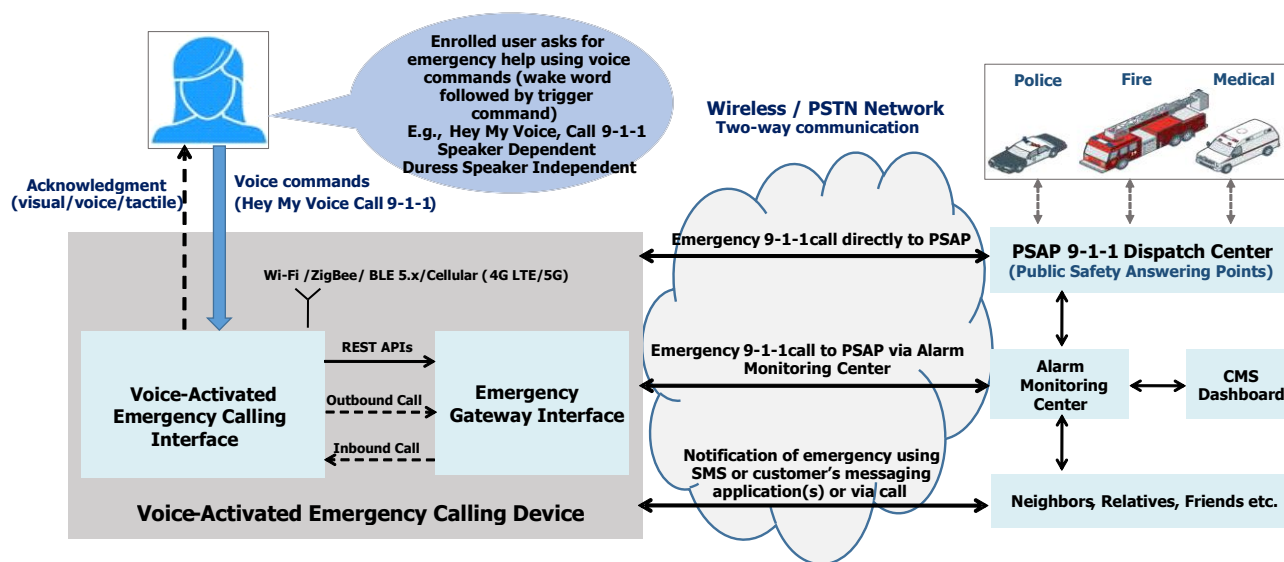 Enrolled user asks for
emergency help using voice
commands (wake word
followed by trigger
command)
E.g., Hey My Voice, Call 9-1-1
Speaker Dependent
Duress Speaker Independent
Wireless / PSTN Network
Two-way communication
Police
Fire
Medical
Acknowledgment
(visual/voice/tactile)
Voice commands
(Hey My Voice Call 9-1-1)
Wi-Fi /ZigBee/ BLE 5.x/Cellular (4G LTE/5G)
Voice-Activated
Emergency Calling
Interface
REST APIs
Outbound Call
Inbound Call
Emergency
Gateway Interface
Voice-Activated Emergency Calling Device
Emergency 9-1-1call directly to PSAP
Emergency 9-1-1call to PSAP via Alarm
Monitoring Center
Notification of emergency using
SMS or customer's messaging
application(s) or via call
PSAP 9-1-1 Dispatch Center
(Public Safety Answering Points)
Alarm
Monitoring
Center
CMS
Dashboard
Neighbors, Relatives, Friends etc.